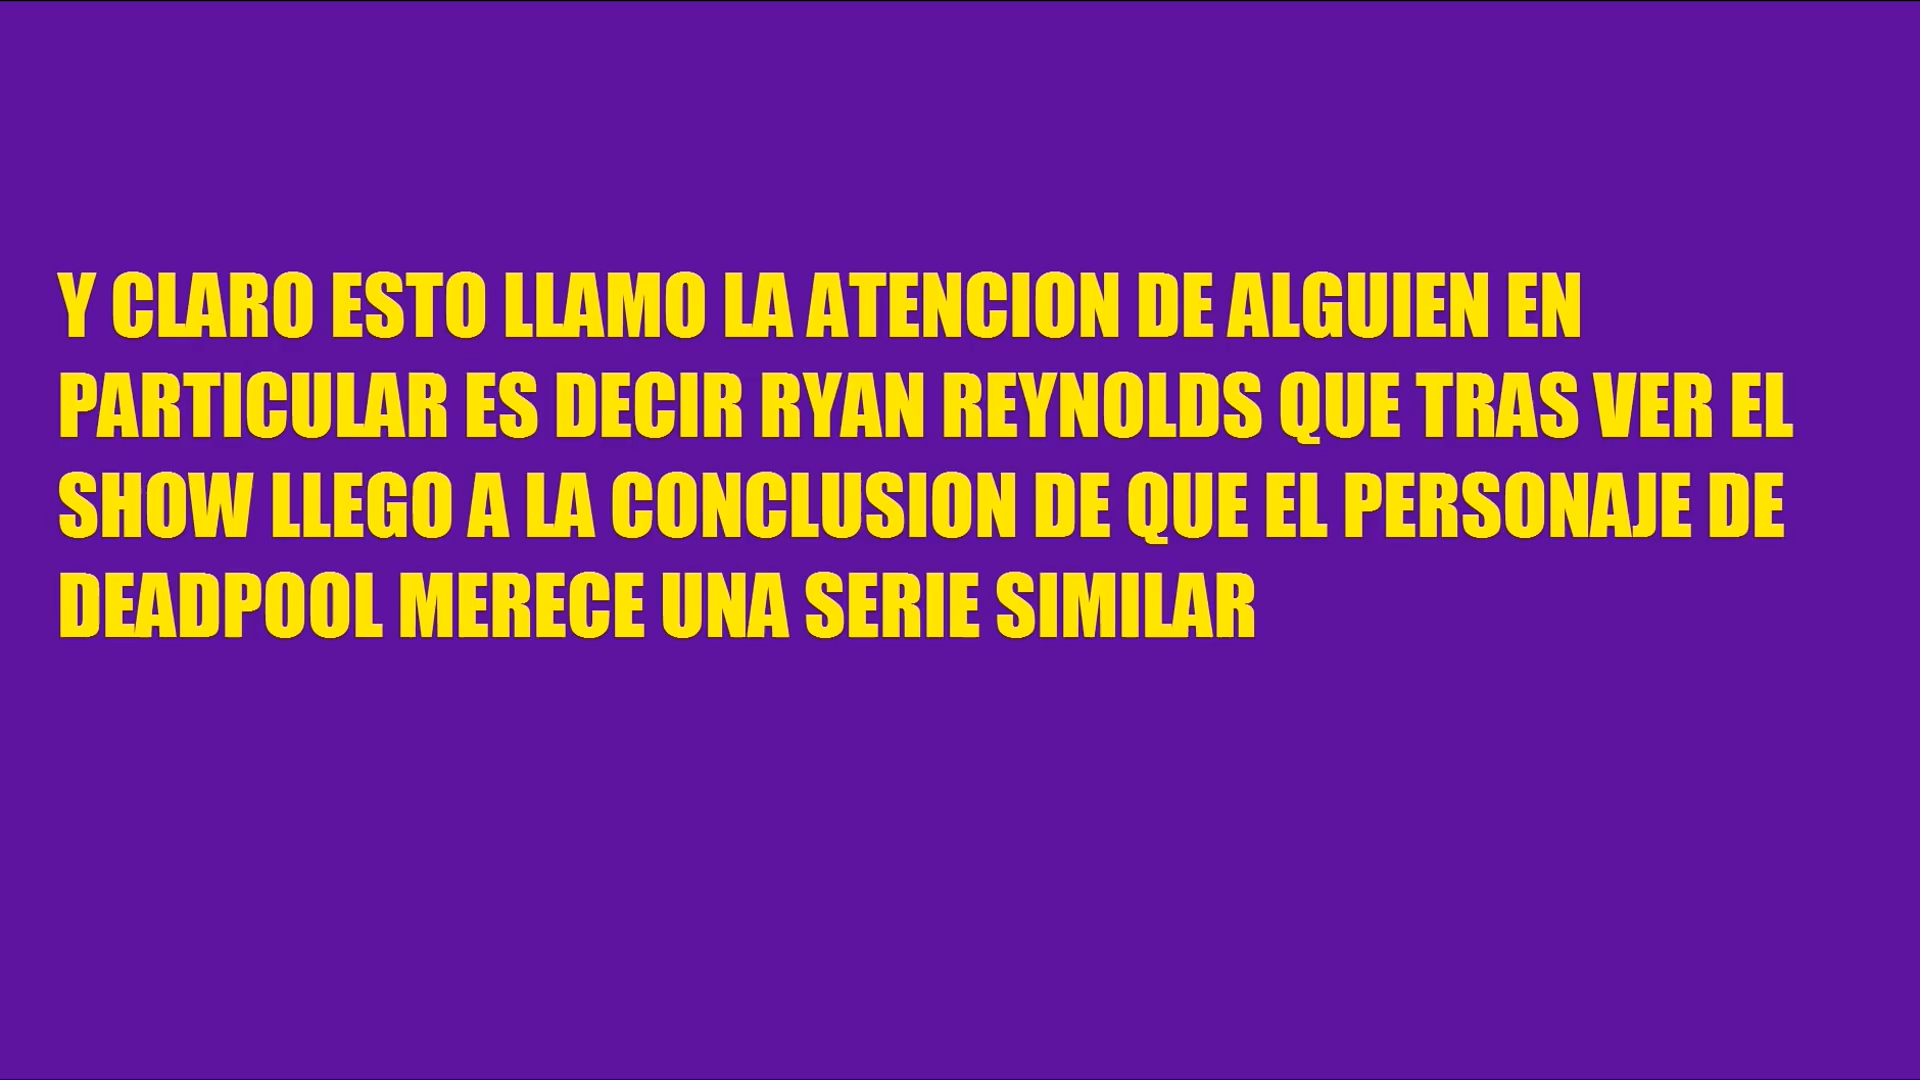 Y CLARO ESTO LLAMO LA ATENCION DE ALGUIEN EN
PARTICULAR ES DECIR RYAN REYNOLDS QUE TRAS VER EL
SHOW LLEGO A LA CONCLUSION DE QUE EL PERSONAJE DE
DEADPOOL MERECE UNA SERIE SIMILAR